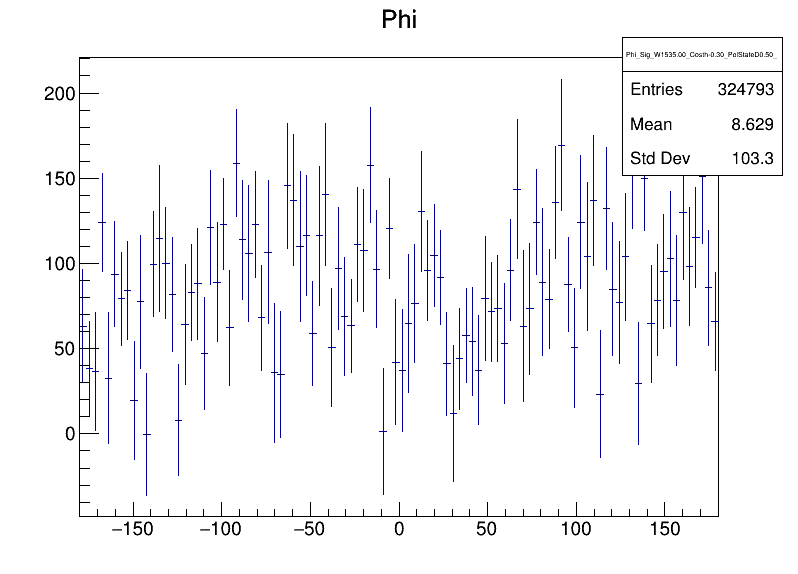 Phi
Phi_Sig_W1535.00_Costh-0.30_PolStateD0.50_
Entries 324793
Mean 8.629
Std Dev 103.3
200
150
100
50
0
−150 −100 −50 0 50 100 150